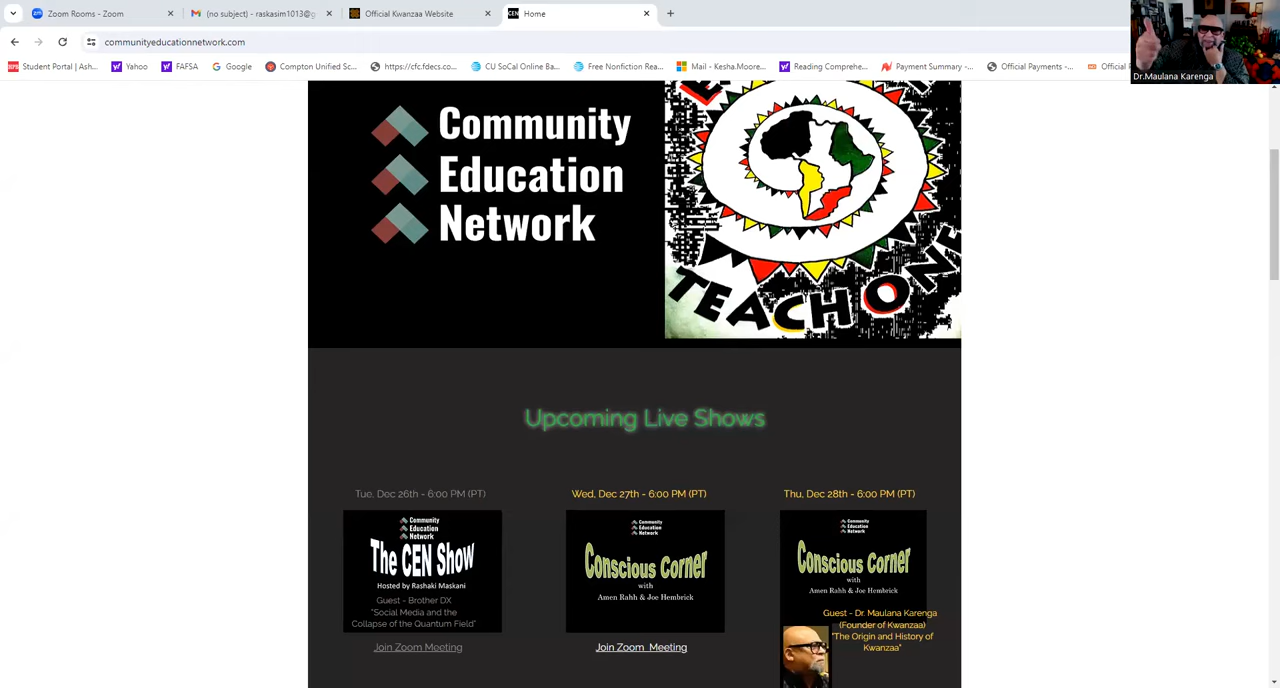 Zoom Rooms - Zoom
(no subject) - raskasim1013@g
Official Kwanzaa Website
CEN
Home
communityeducationnetwork.com
Student Portal | Ash...
Yahoo
FAFSA
Google
Compton Unified Sc...
https://cfc.fdecs.co...
CU SoCal Online Ba...
Free Nonfiction Rea...
Mail - Kesha.Moore...
Reading Comprehe...
Payment Summary -...
Official Payments -...
Official P
Dr.Maulana Karenga
Community
Education
Network
TEACH ONE
Upcoming Live Shows
Tue, Dec 26th - 6:00 PM (PT)
Community
Education
Network
The CEN Show
Hosted by Rashaki Maskani
Guest - Brother DX
"Social Media and the
Collapse of the Quantum Field"
Join Zoom Meeting
Wed, Dec 27th - 6:00 PM (PT)
Community
Education
Network
Conscious Corner
with
Amen Rahh & Joe Hembrick
Join Zoom Meeting
Thu, Dec 28th - 6:00 PM (PT)
Community
Education
Network
Conscious Corner
with
Amen Rahh & Joe Hembrick
Guest - Dr. Maulana Karenga
(Founder of Kwanzaa)
"The Origin and History of
Kwanzaa"